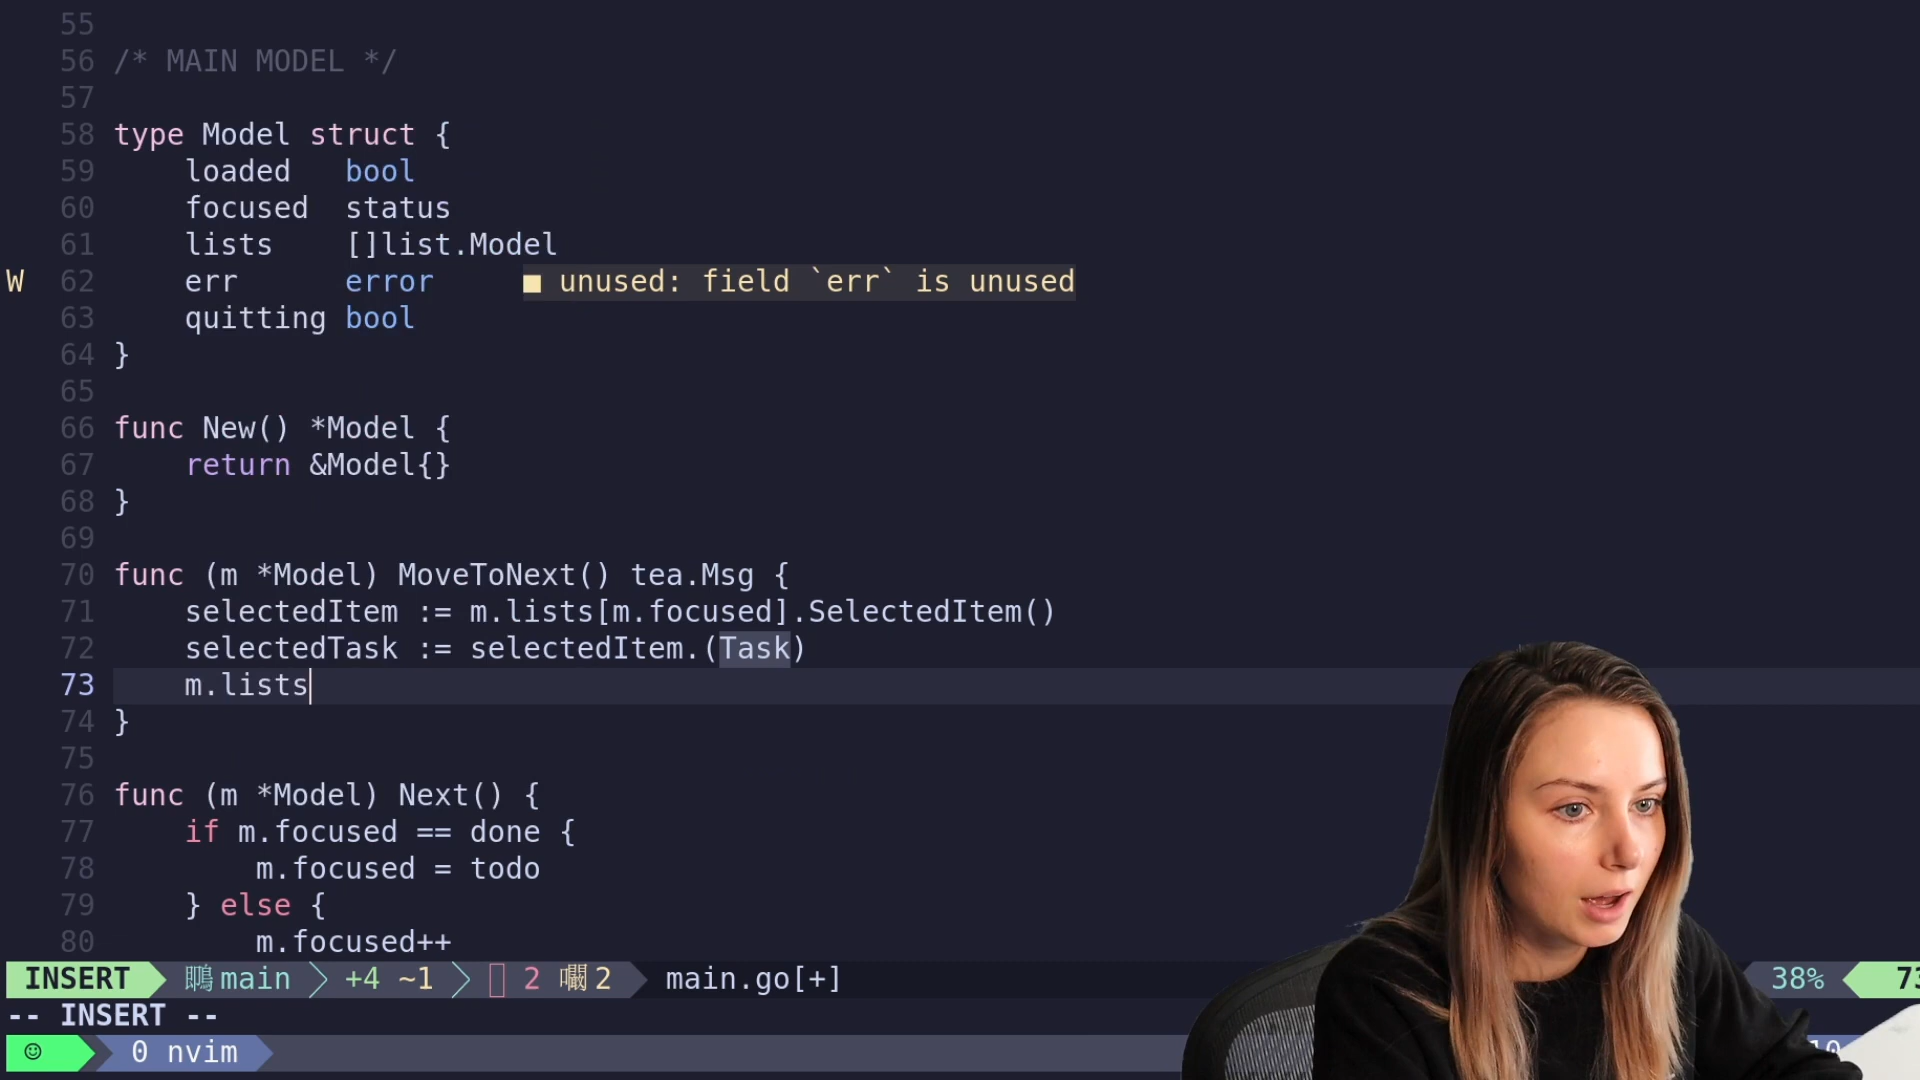 55
56 /* MAIN MODEL */
57
58 type Model struct {
59     loaded   bool
60     focused  status
61     lists    []list.Model
W 62     err      error     ■ unused: field `err` is unused
63     quitting bool
64 }
65
66 func New() *Model {
67     return &Model{}
68 }
69
70 func (m *Model) MoveToNext() tea.Msg {
71     selectedItem := m.lists[m.focused].SelectedItem()
72     selectedTask := selectedItem.(Task)
73     m.lists
74 }
75
76 func (m *Model) Next() {
77     if m.focused == done {
78         m.focused = todo
79     } else {
80         m.focused++
INSERT main +4 ~1 2 囒2 main.go[+] 38% 73
-- INSERT --
0 nvim